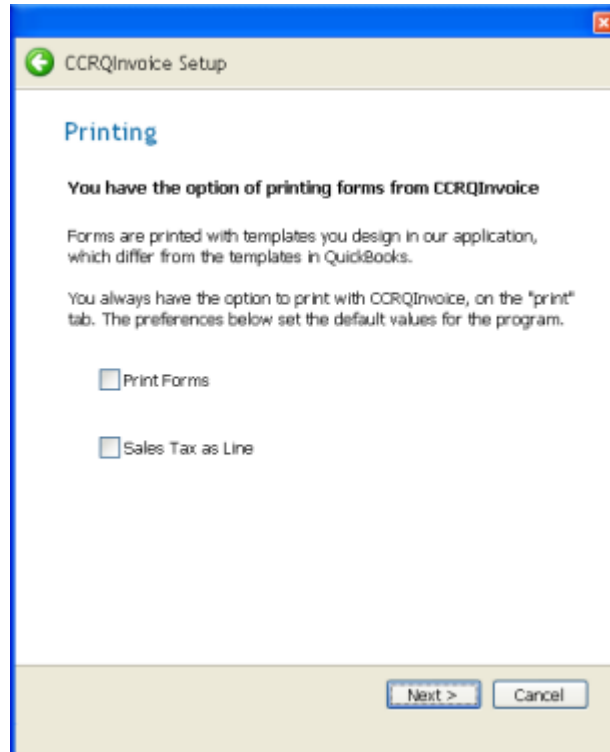 CCRQInvoice Setup
Printing
You have the option of printing forms from CCRQInvoice
Forms are printed with templates you design in our application,
which differ from the templates in QuickBooks.
You always have the option to print with CCRQInvoice, on the "print"
tab. The preferences below set the default values for the program.
Print Forms
Sales Tax as Line
Next > Cancel